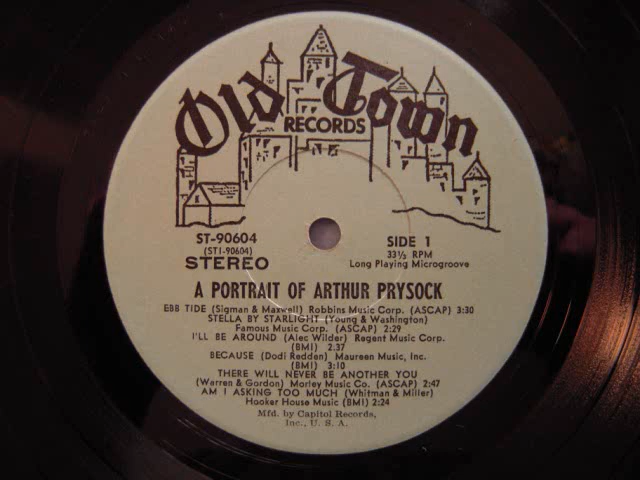 Old Town
RECORDS
ST-90604
(ST1-90604)
STEREO
SIDE 1
33⅓ RPM
Long Playing Microgroove
A PORTRAIT OF ARTHUR PRYSOCK
EBB TIDE (Sigman & Maxwell) Robbins Music Corp. (ASCAP) 3:30
STELLA BY STARLIGHT (Young & Washington)
Famous Music Corp. (ASCAP) 2:29
I'LL BE AROUND (Alec Wilder) Regent Music Corp.
(BMI) 2:37
BECAUSE (Dodi Redden) Maureen Music, Inc.
(BMI) 3:10
THERE WILL NEVER BE ANOTHER YOU
(Warren & Gordon) Morley Music Co. (ASCAP) 2:47
AM I ASKING TOO MUCH (Whitman & Miller)
Hooker House Music (BMI) 2:24
Mfd. by Capitol Records,
Inc., U. S. A.